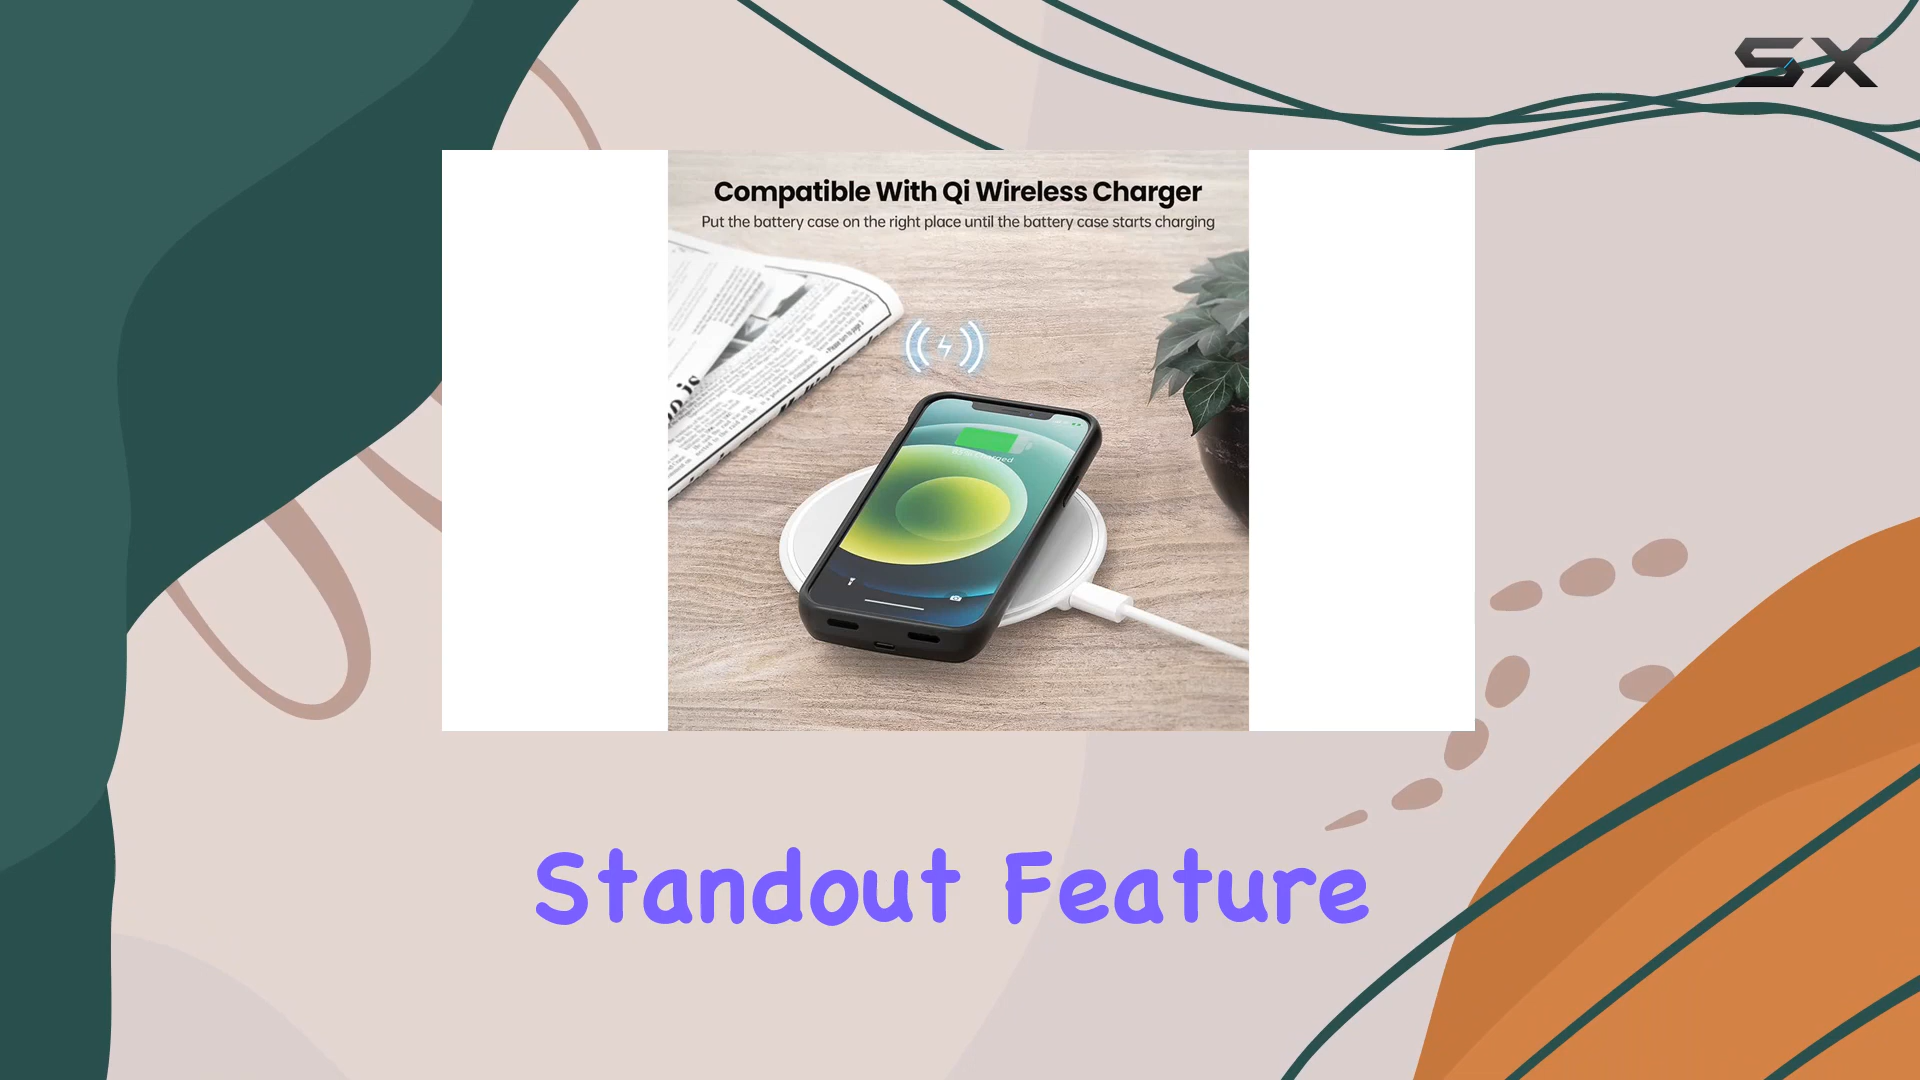 SX
Compatible With Qi Wireless Charger
Put the battery case on the right place until the battery case starts charging
Standout Feature